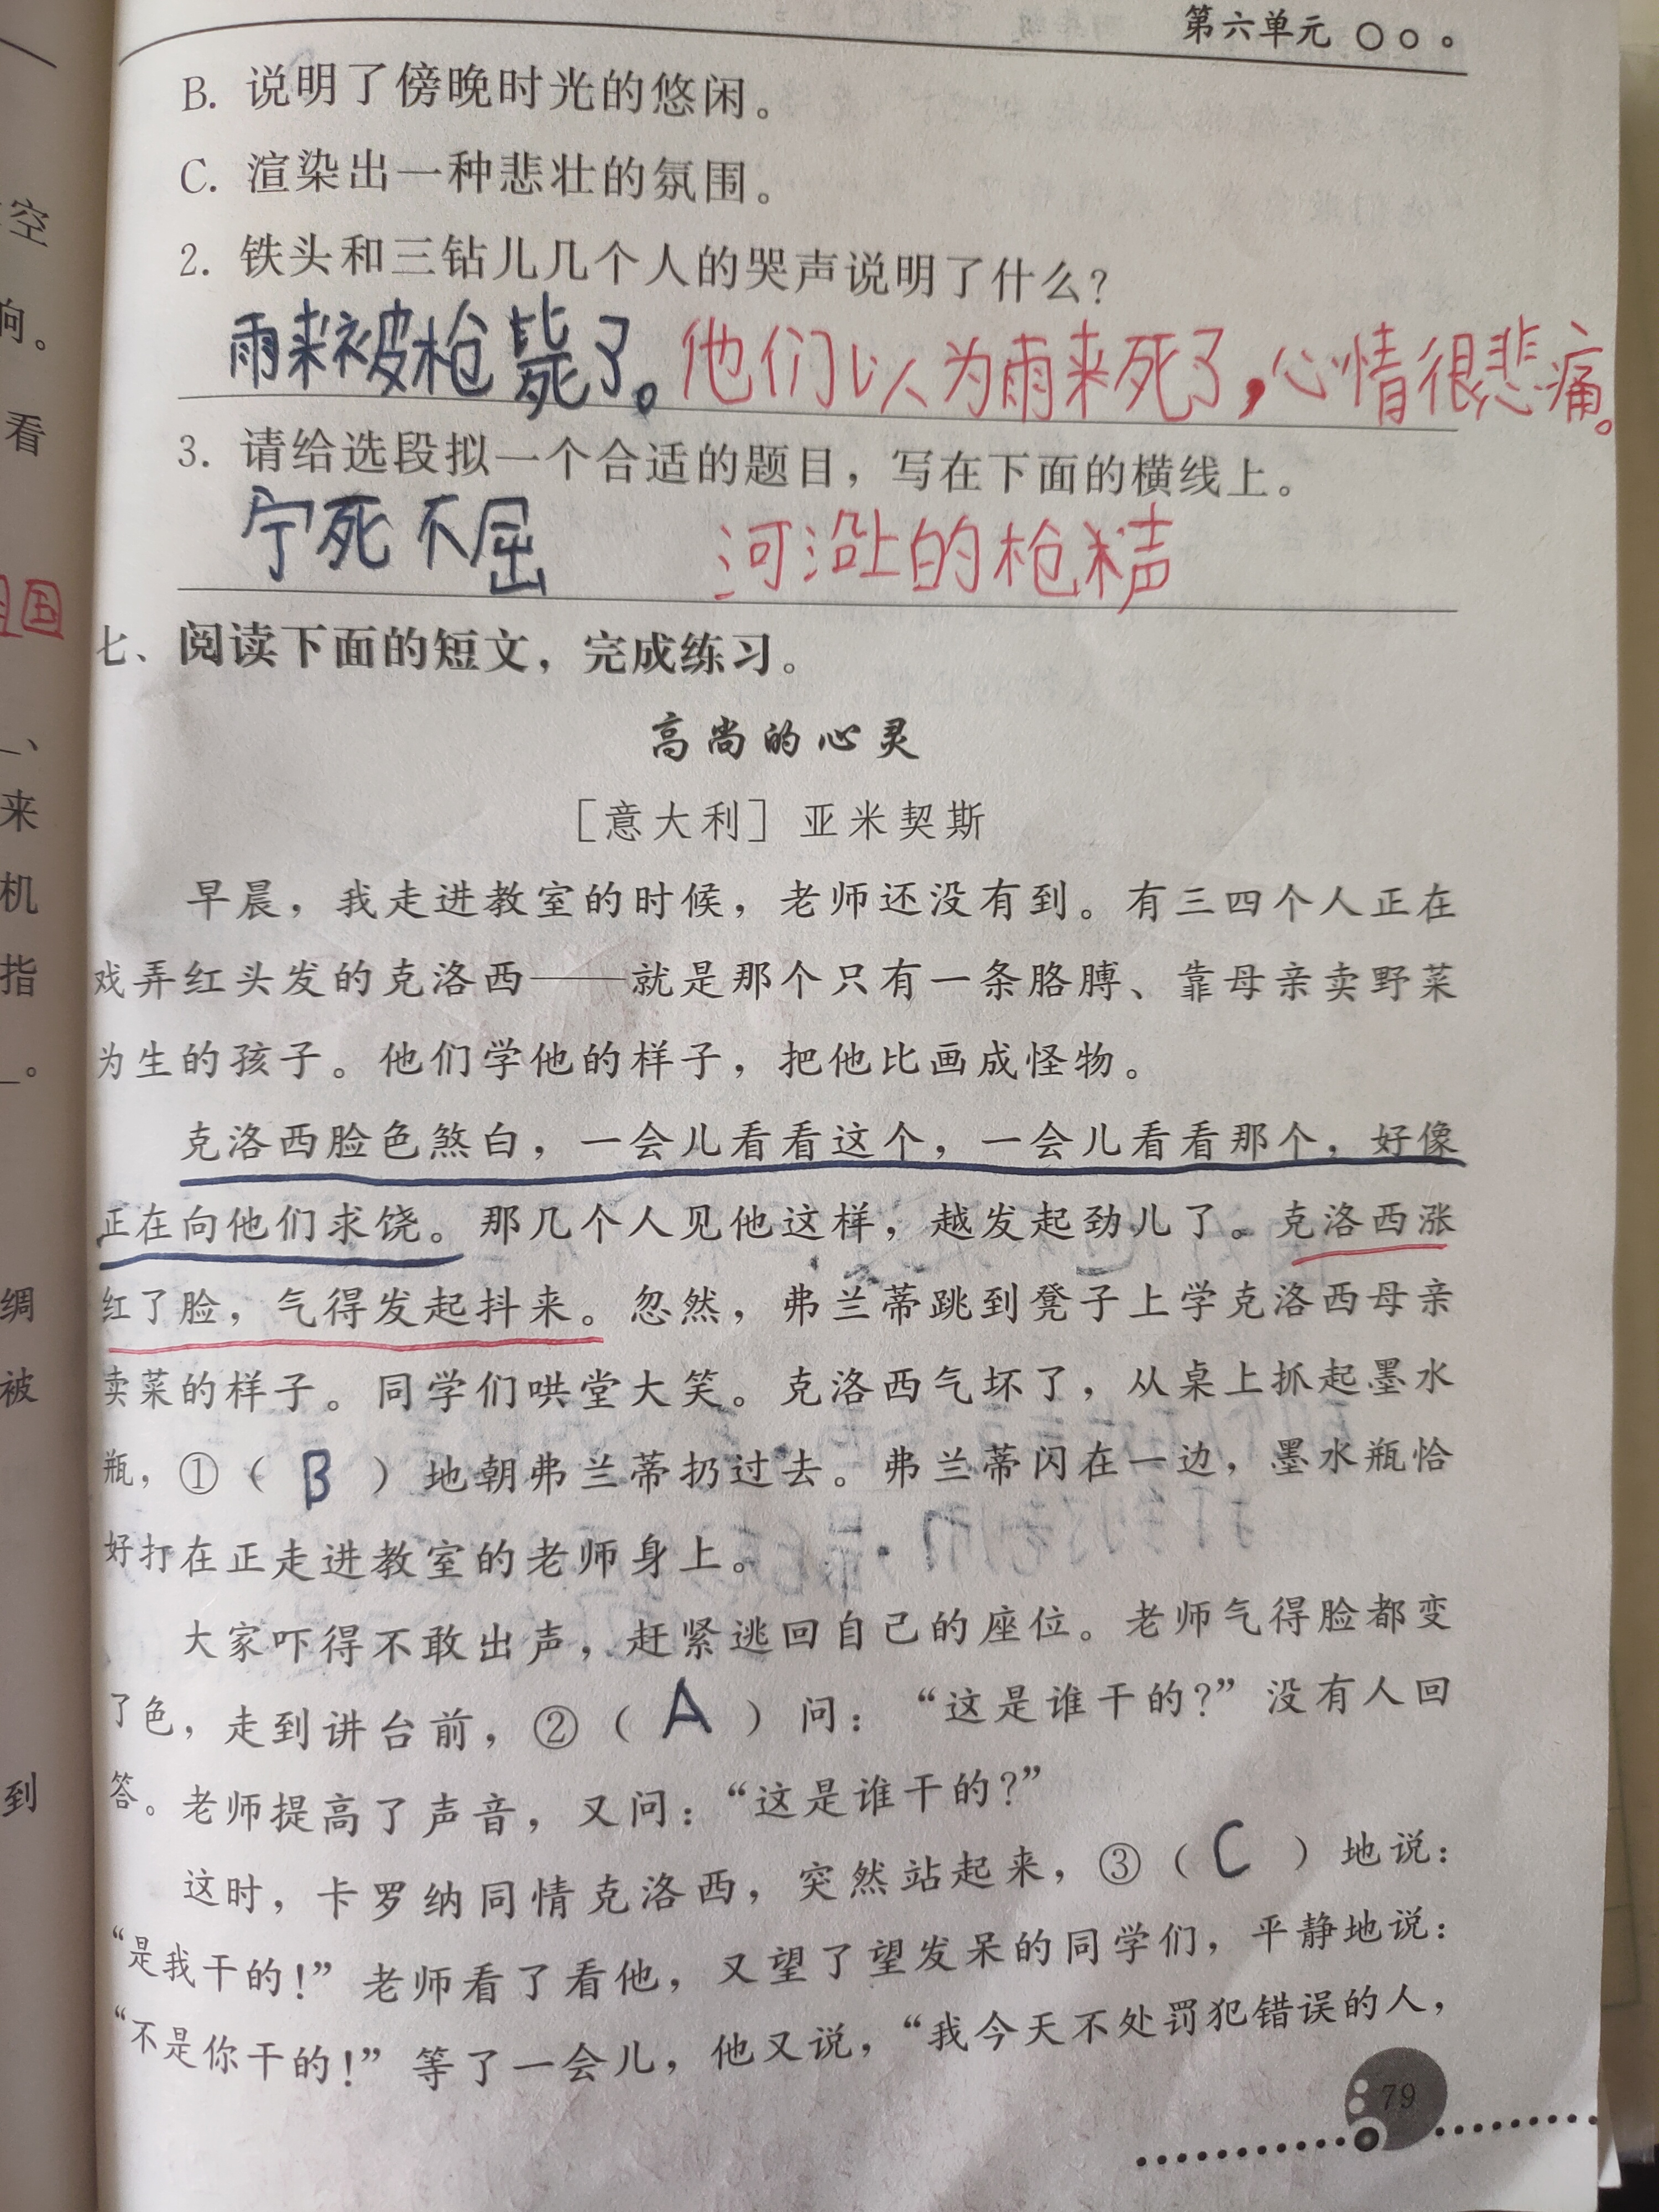 第六单元
B. 说明了傍晚时光的悠闲。
C. 渲染出一种悲壮的氛围。
2. 铁头和三钻儿几个人的哭声说明了什么?
雨来被枪毙了。他们以为雨来死了,心情很悲痛。
3. 请给选段拟一个合适的题目，写在下面的横线上。
宁死不屈 河沿上的枪声
七、阅读下面的短文，完成练习。
高尚的心灵
［意大利］亚米契斯
早晨，我走进教室的时候，老师还没有到。有三四个人正在
戏弄红头发的克洛西——就是那个只有一条胳膊、靠母亲卖野菜
为生的孩子。他们学他的样子，把他比画成怪物。
克洛西脸色煞白，一会儿看看这个，一会儿看看那个，好像
正在向他们求饶。那几个人见他这样，越发起劲儿了。克洛西涨
红了脸，气得发起抖来。忽然，弗兰蒂跳到凳子上学克洛西母亲
卖菜的样子。同学们哄堂大笑。克洛西气坏了，从桌上抓起墨水
瓶，①（ B ）地朝弗兰蒂扔过去。弗兰蒂闪在一边，墨水瓶恰
好打在正走进教室的老师身上。
大家吓得不敢出声，赶紧逃回自己的座位。老师气得脸都变
了色，走到讲台前，②（ A ）问：“这是谁干的?”没有人回
答。老师提高了声音，又问：“这是谁干的?”
这时，卡罗纳同情克洛西，突然站起来，③（ C ）地说：
“是我干的!”老师看了看他，又望了望发呆的同学们，平静地说：
“不是你干的!”等了一会儿，他又说，“我今天不处罚犯错误的人，
79
空
向。
看
国
来
机
指
。
绸
被
到